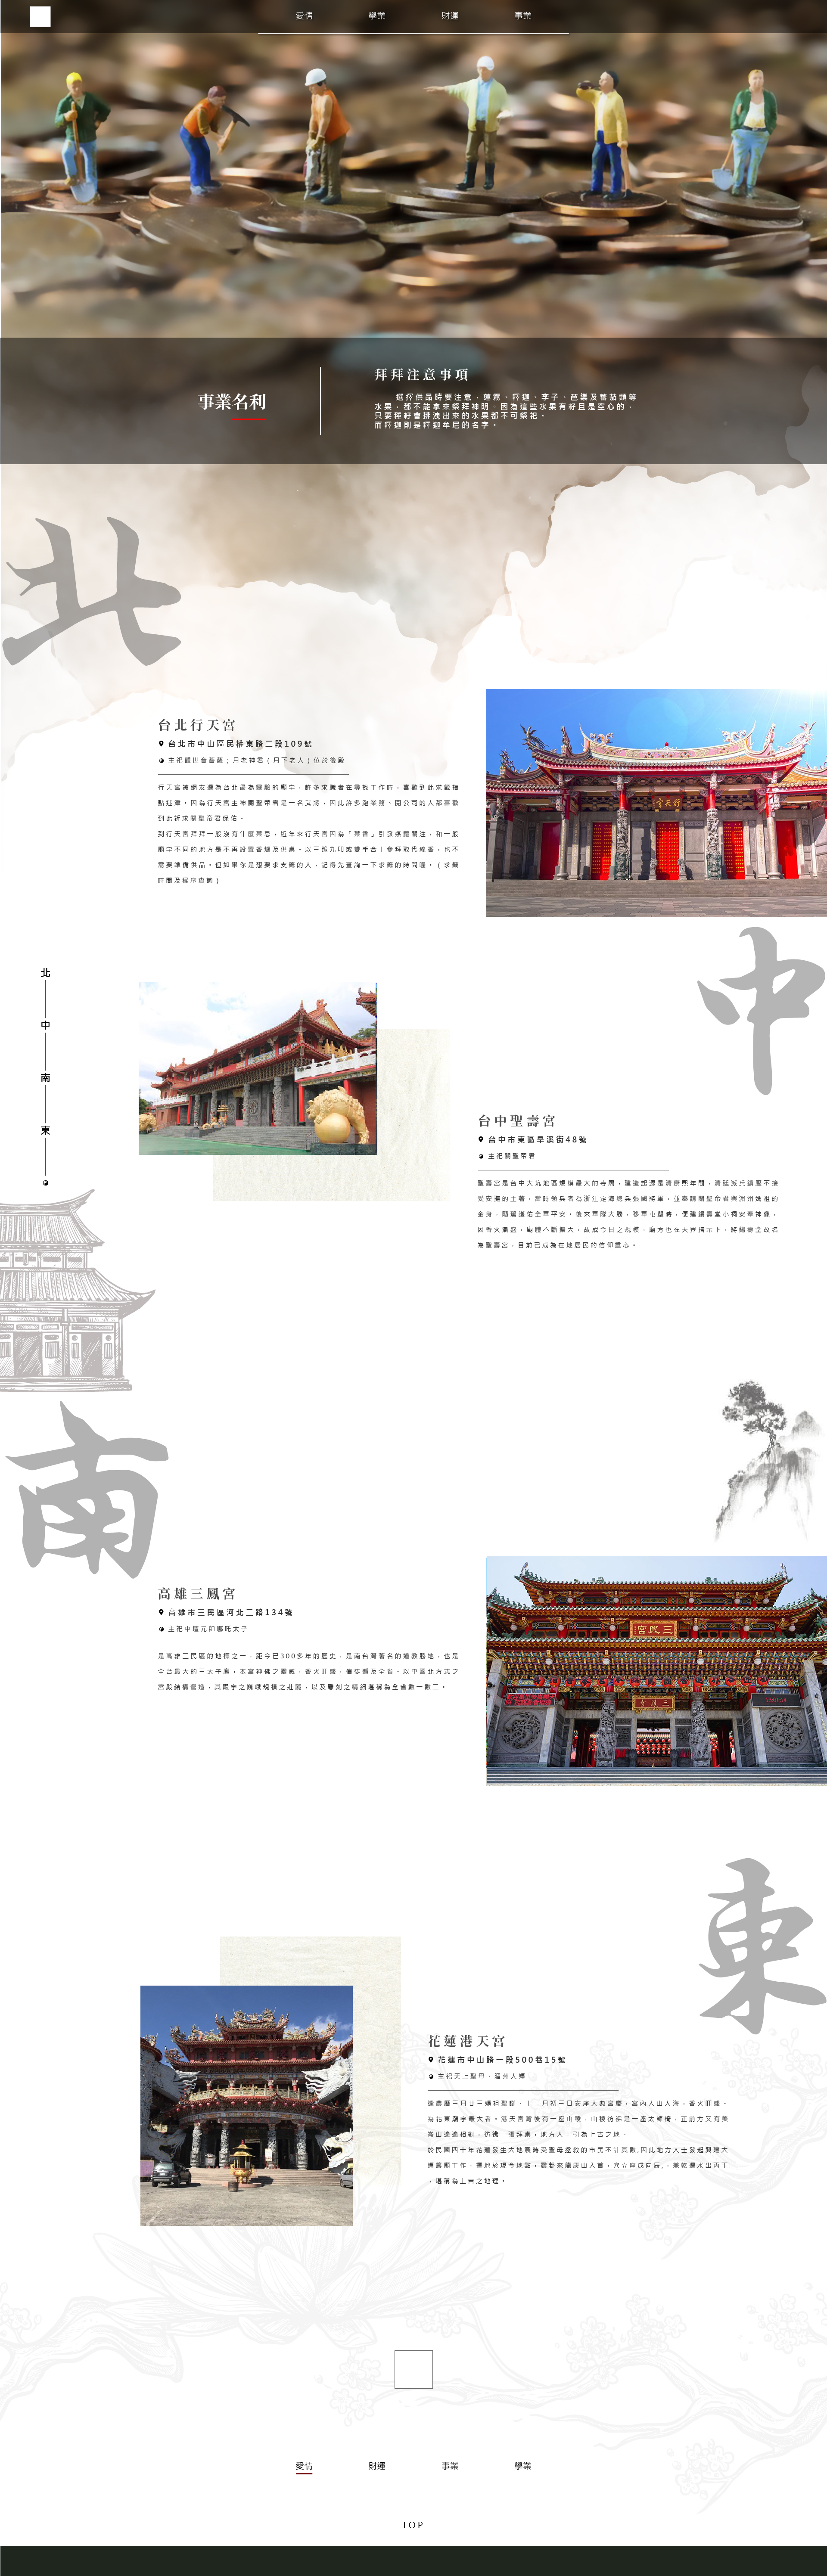 愛情 學業 財運 事業
事業名利
拜拜注意事項
選擇供品時要注意，蓮霧、釋迦、李子、芭樂及蕃茄類等
水果，都不能拿來祭拜神明。因為這些水果有籽且是空心的，
只要種籽會排洩出來的水果都不可祭祀。
而釋迦則是釋迦牟尼的名字。
北
台北行天宮
台北市中山區民權東路二段109號
主祀觀世音菩薩；月老神君（月下老人）位於後殿
行天宮被網友選為台北最為靈驗的廟宇，許多求職者在尋找工作時，喜歡到此求籤指
點迷津。因為行天宮主神關聖帝君是一名武將，因此許多跑業務、開公司的人都喜歡
到此祈求關聖帝君保佑。
到行天宮拜拜一般沒有什麼禁忌，近年來行天宮因為「禁香」引發媒體關注，和一般
廟宇不同的地方是不再設置香爐及供桌。以三跪九叩或雙手合十參拜取代線香，也不
需要準備供品。但如果你是想要求支籤的人，記得先查詢一下求籤的時間喔。（求籤
時間及程序查詢）
行天宮
中
北
中
南
東
台中聖壽宮
台中市東區旱溪街48號
主祀關聖帝君
聖壽宮是台中大坑地區規模最大的寺廟，建造起源是清康熙年間，清廷派兵鎮壓不接
受安撫的土著，當時領兵者為浙江定海總兵張國將軍，並奉請關聖帝君與湄州媽祖的
金身，隨駕護佑全軍平安。後來軍隊大勝，移軍屯墾時，便建錫壽堂小祠安奉神像，
因香火漸盛，廟體不斷擴大，故成今日之規模，廟方也在天界指示下，將錫壽堂改名
為聖壽宮，目前已成為在地居民的信仰重心。
南
高雄三鳳宮
高雄市三民區河北二路134號
主祀中壇元帥哪吒太子
是高雄三民區的地標之一，距今已300多年的歷史，是南台灣著名的道教勝地，也是
全台最大的三太子廟，本宮神佛之靈威，香火旺盛，信徒遍及全省。以中國北方式之
宮殿結構營造，其殿宇之巍峨規模之壯麗，以及雕刻之精細堪稱為全省數一數二。
宮鳳三
宮鳳三
東
花蓮港天宮
花蓮市中山路一段500巷15號
主祀天上聖母、湄州大媽
逢農曆三月廿三媽祖聖誕、十一月初三日安座大典宮慶，宮內人山人海，香火旺盛。
為花東廟宇最大者。港天宮背後有一座山稜，山稜彷彿是一座太師椅，正前方又有美
崙山遙遙相對，彷彿一張拜桌，地方人士引為上吉之地。
於民國四十年花蓮發生大地震時受聖母拯救的市民不計其數,因此地方人士發起興建大
媽舊廟工作，擇地於現今地點，震卦來龍庚山入首，穴立座戊向辰，，兼乾選水出丙丁
，堪稱為上吉之地理。
愛情 財運 事業 學業
TOP